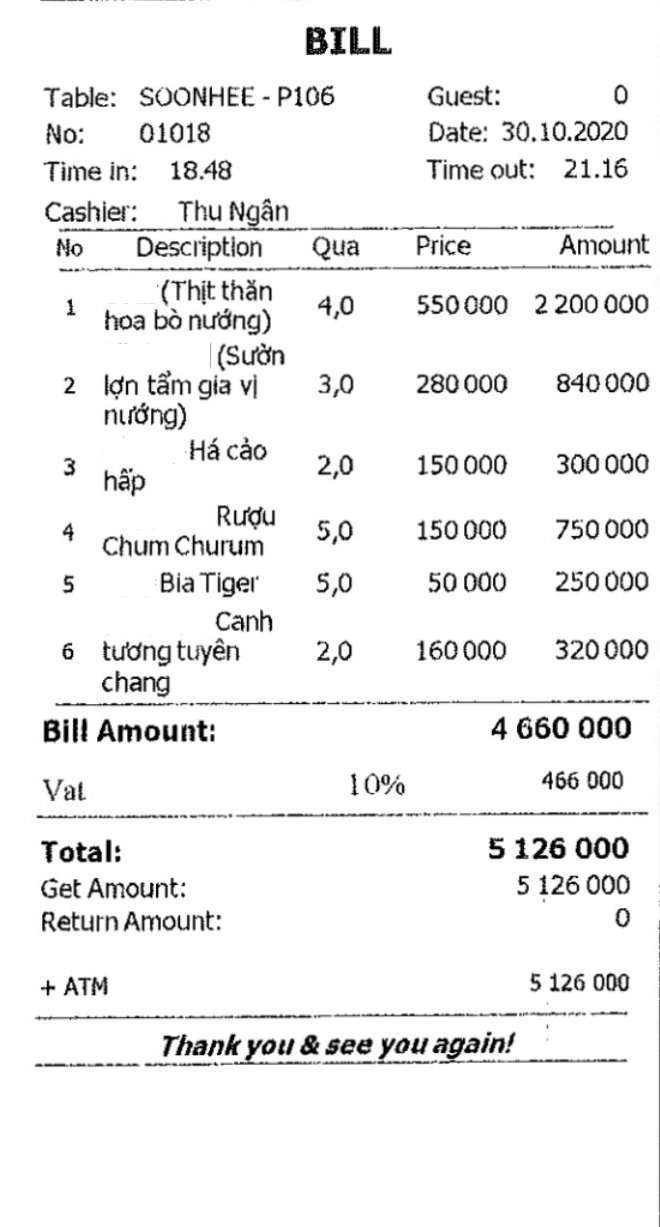 BILL
Table: SOONHEE - P106 Guest: 0
No: 01018 Date: 30.10.2020
Time in: 18.48 Time out: 21.16
Cashier: Thu Ngân
No Description Qua Price Amount
1 (Thịt thăn hoa bò nướng) 4,0 550 000 2 200 000
2 (Sườn lợn tẩm gia vị nướng) 3,0 280 000 840 000
3 Há cảo hấp 2,0 150 000 300 000
4 Rượu Chum Churum 5,0 150 000 750 000
5 Bia Tiger 5,0 50 000 250 000
6 Canh tương tuyên chang 2,0 160 000 320 000
Bill Amount: 4 660 000
Vat 10% 466 000
Total: 5 126 000
Get Amount: 5 126 000
Return Amount: 0
+ ATM 5 126 000
Thank you & see you again!